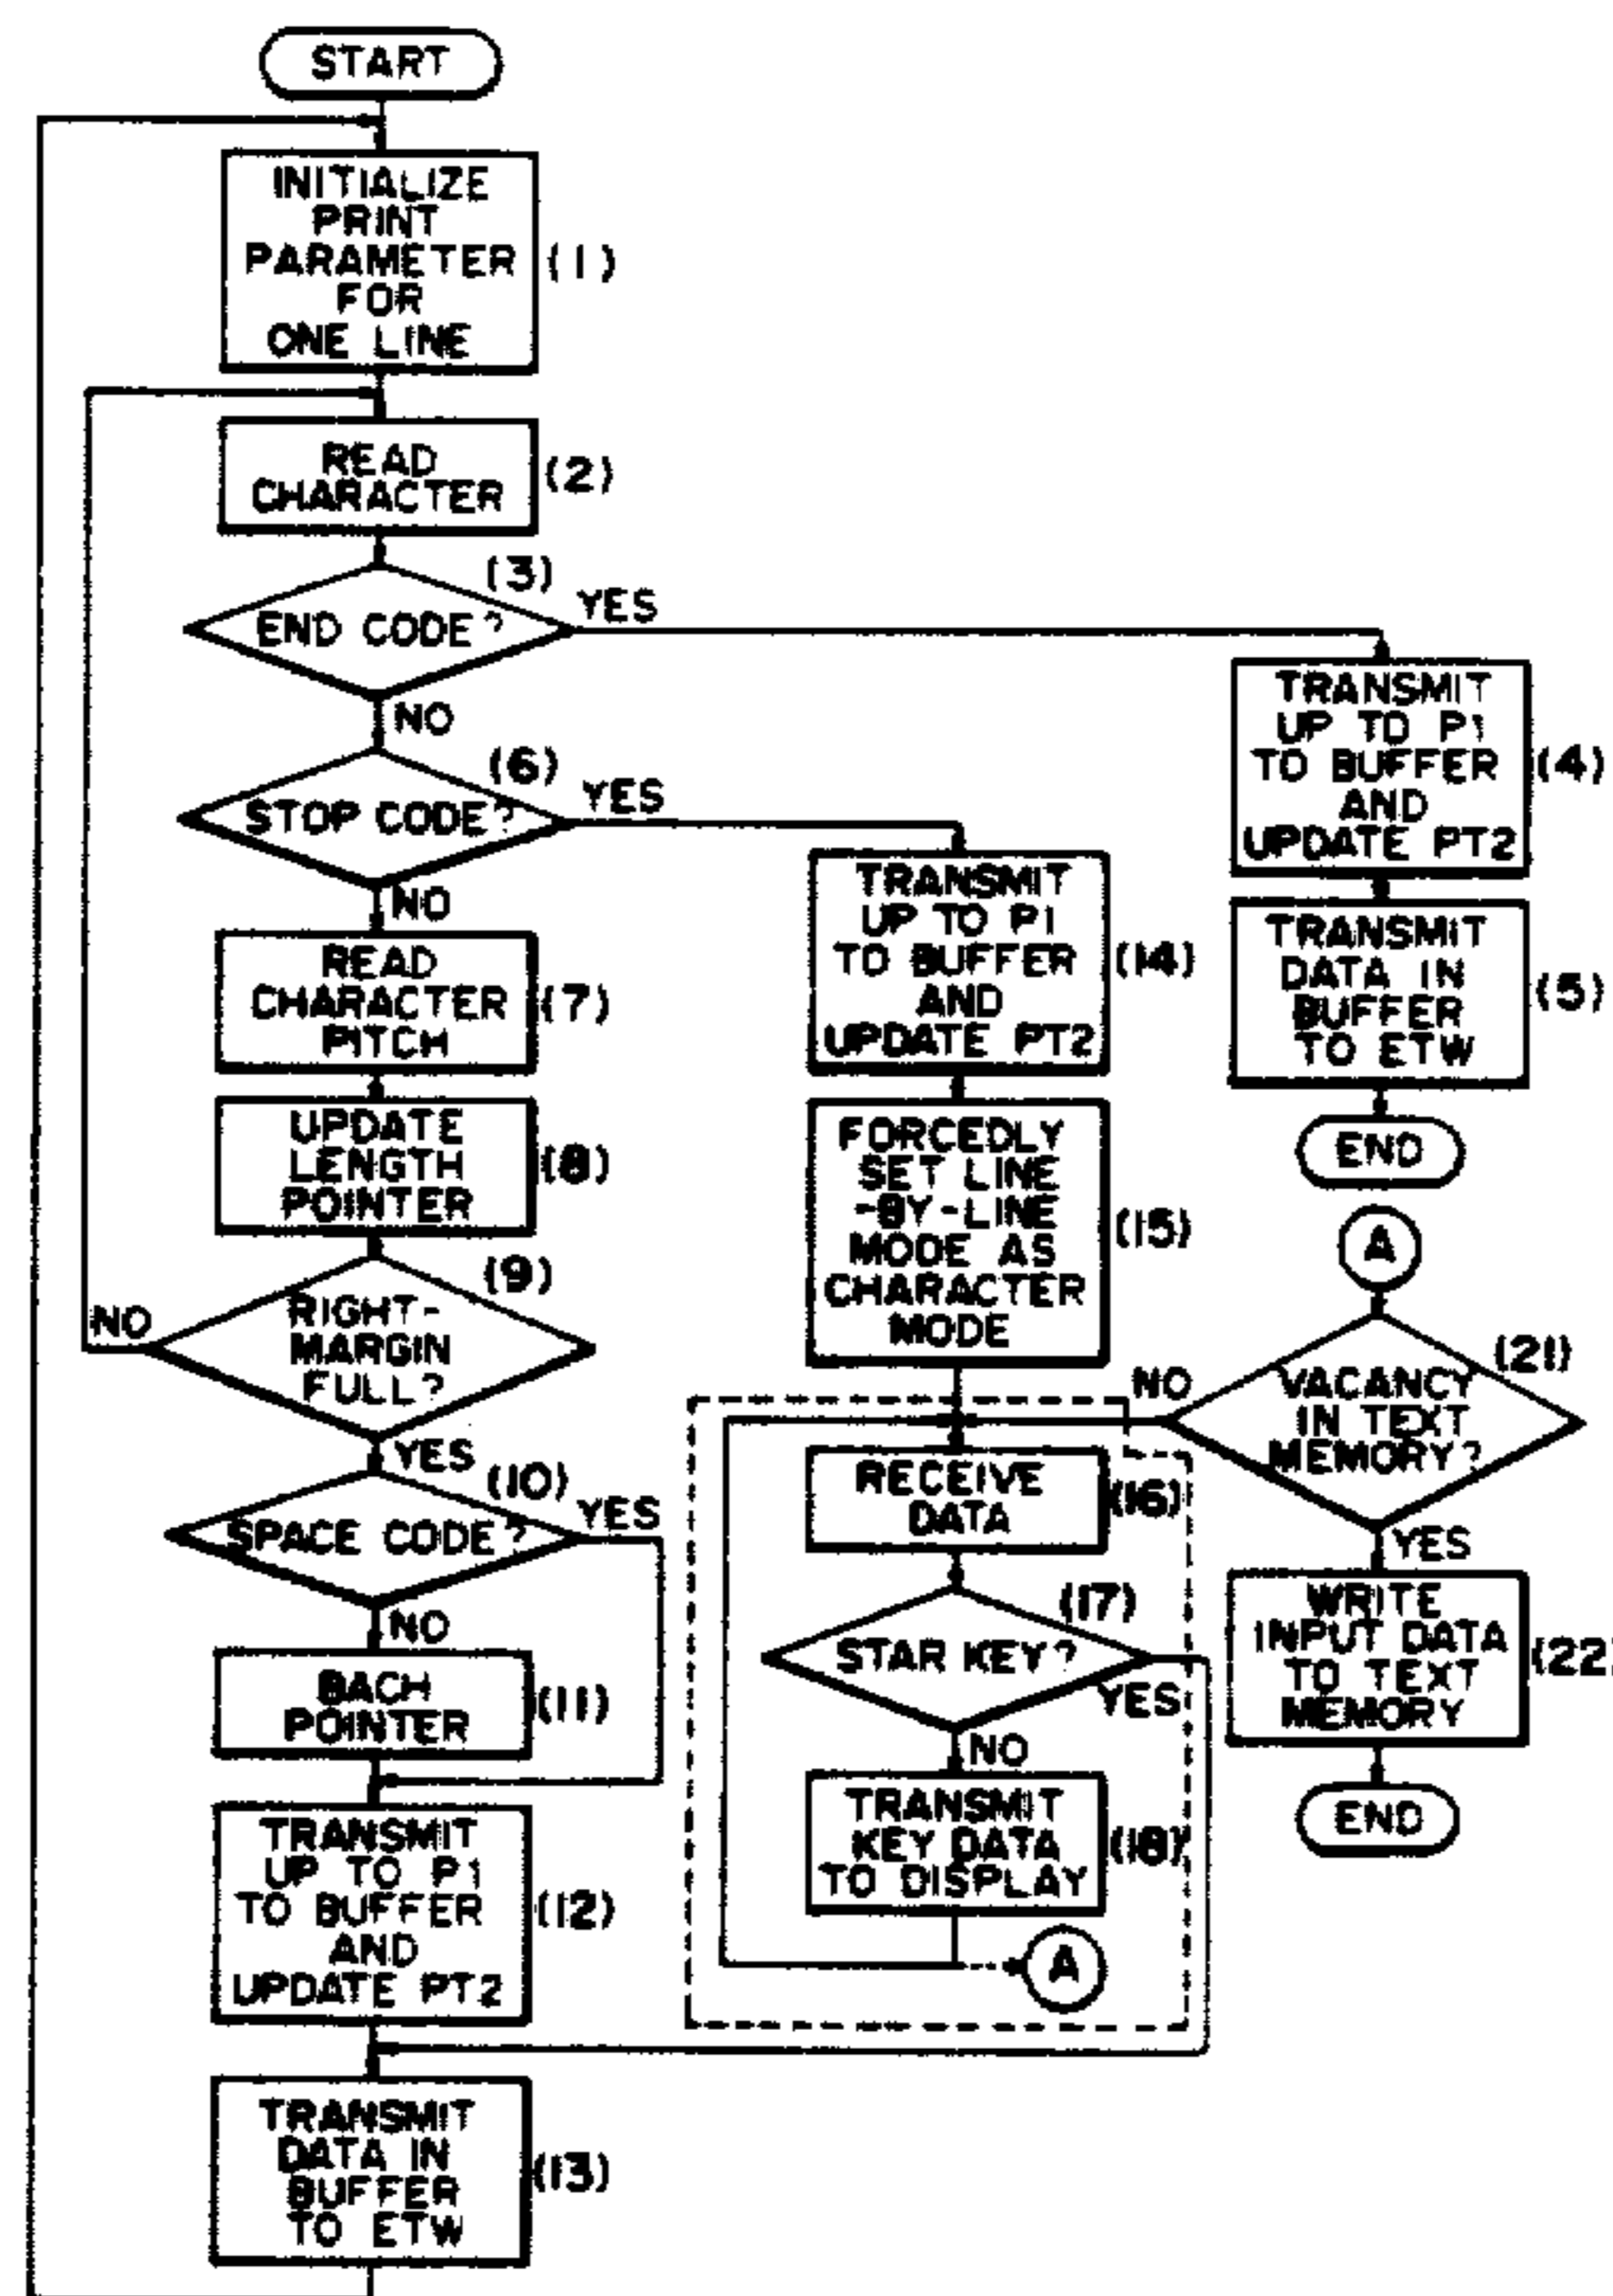 START
INITIALIZE
PRINT
PARAMETER
FOR
ONE LINE
(1)
READ
CHARACTER
(2)
(3)
END CODE?
YES
NO
TRANSMIT
UP TO P1
TO BUFFER
AND
UPDATE PT2
(4)
TRANSMIT
DATA IN
BUFFER
TO ETW
(5)
END
(6)
STOP CODE?
YES
NO
READ
CHARACTER
PITCH
(7)
UPDATE
LENGTH
POINTER
(8)
(9)
RIGHT-
MARGIN
FULL?
NO
YES
(10)
SPACE CODE?
YES
NO
BACH
POINTER
(11)
TRANSMIT
UP TO P1
TO BUFFER
AND
UPDATE PT2
(12)
TRANSMIT
DATA IN
BUFFER
TO ETW
(13)
TRANSMIT
UP TO P1
TO BUFFER
AND
UPDATE PT2
(14)
FORCEDLY
SET LINE
-BY-LINE
MODE AS
CHARACTER
MODE
(15)
RECEIVE
DATA
(16)
(17)
STAR KEY?
YES
NO
TRANSMIT
KEY DATA
TO DISPLAY
(18)
A
A
(21)
VACANCY
IN TEXT
MEMORY?
NO
YES
WRITE
INPUT DATA
TO TEXT
MEMORY
(22)
END